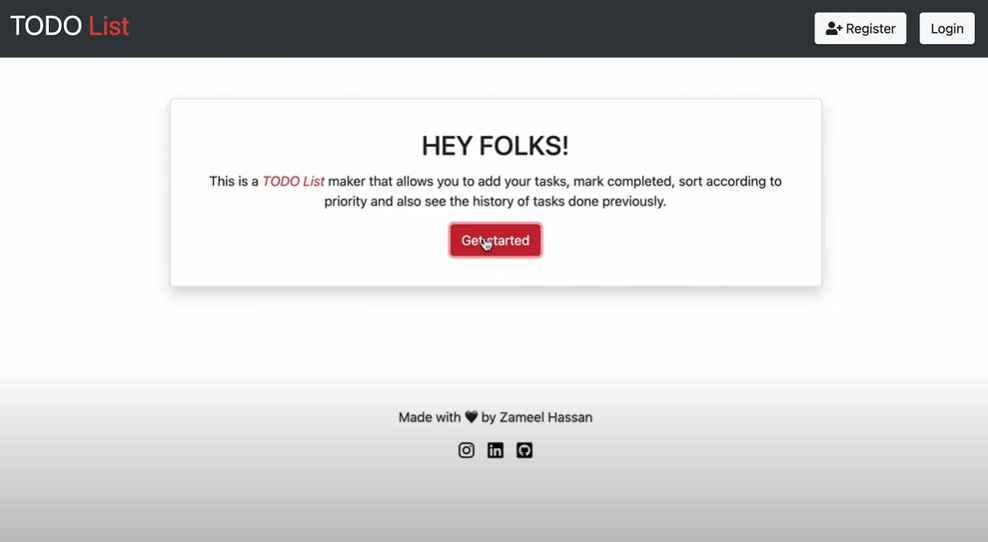 TODO List
Register
Login
HEY FOLKS!
This is a TODO List maker that allows you to add your tasks, mark completed, sort according to
priority and also see the history of tasks done previously.
Get started
Made with 🖤 by Zameel Hassan